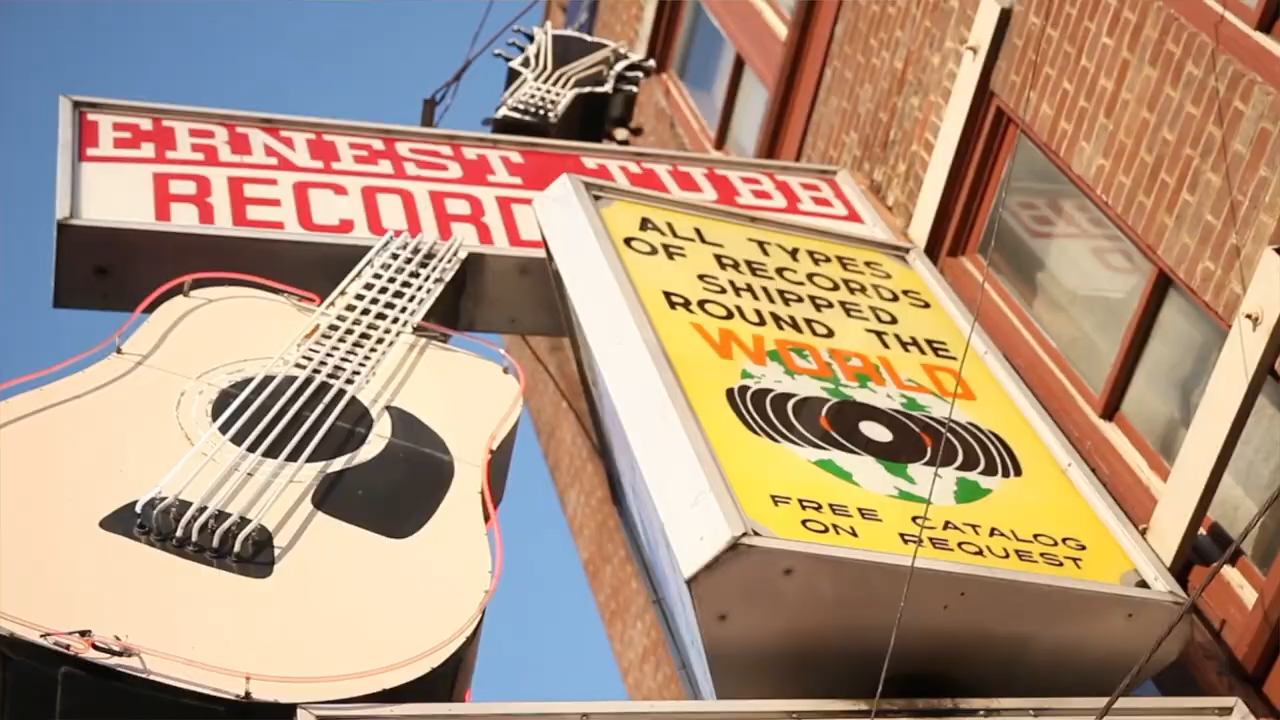 ERNEST TUBB
RECORD
ALL TYPES
OF RECORDS
SHIPPED
ROUND THE
WORLD
FREE CATALOG
ON REQUEST